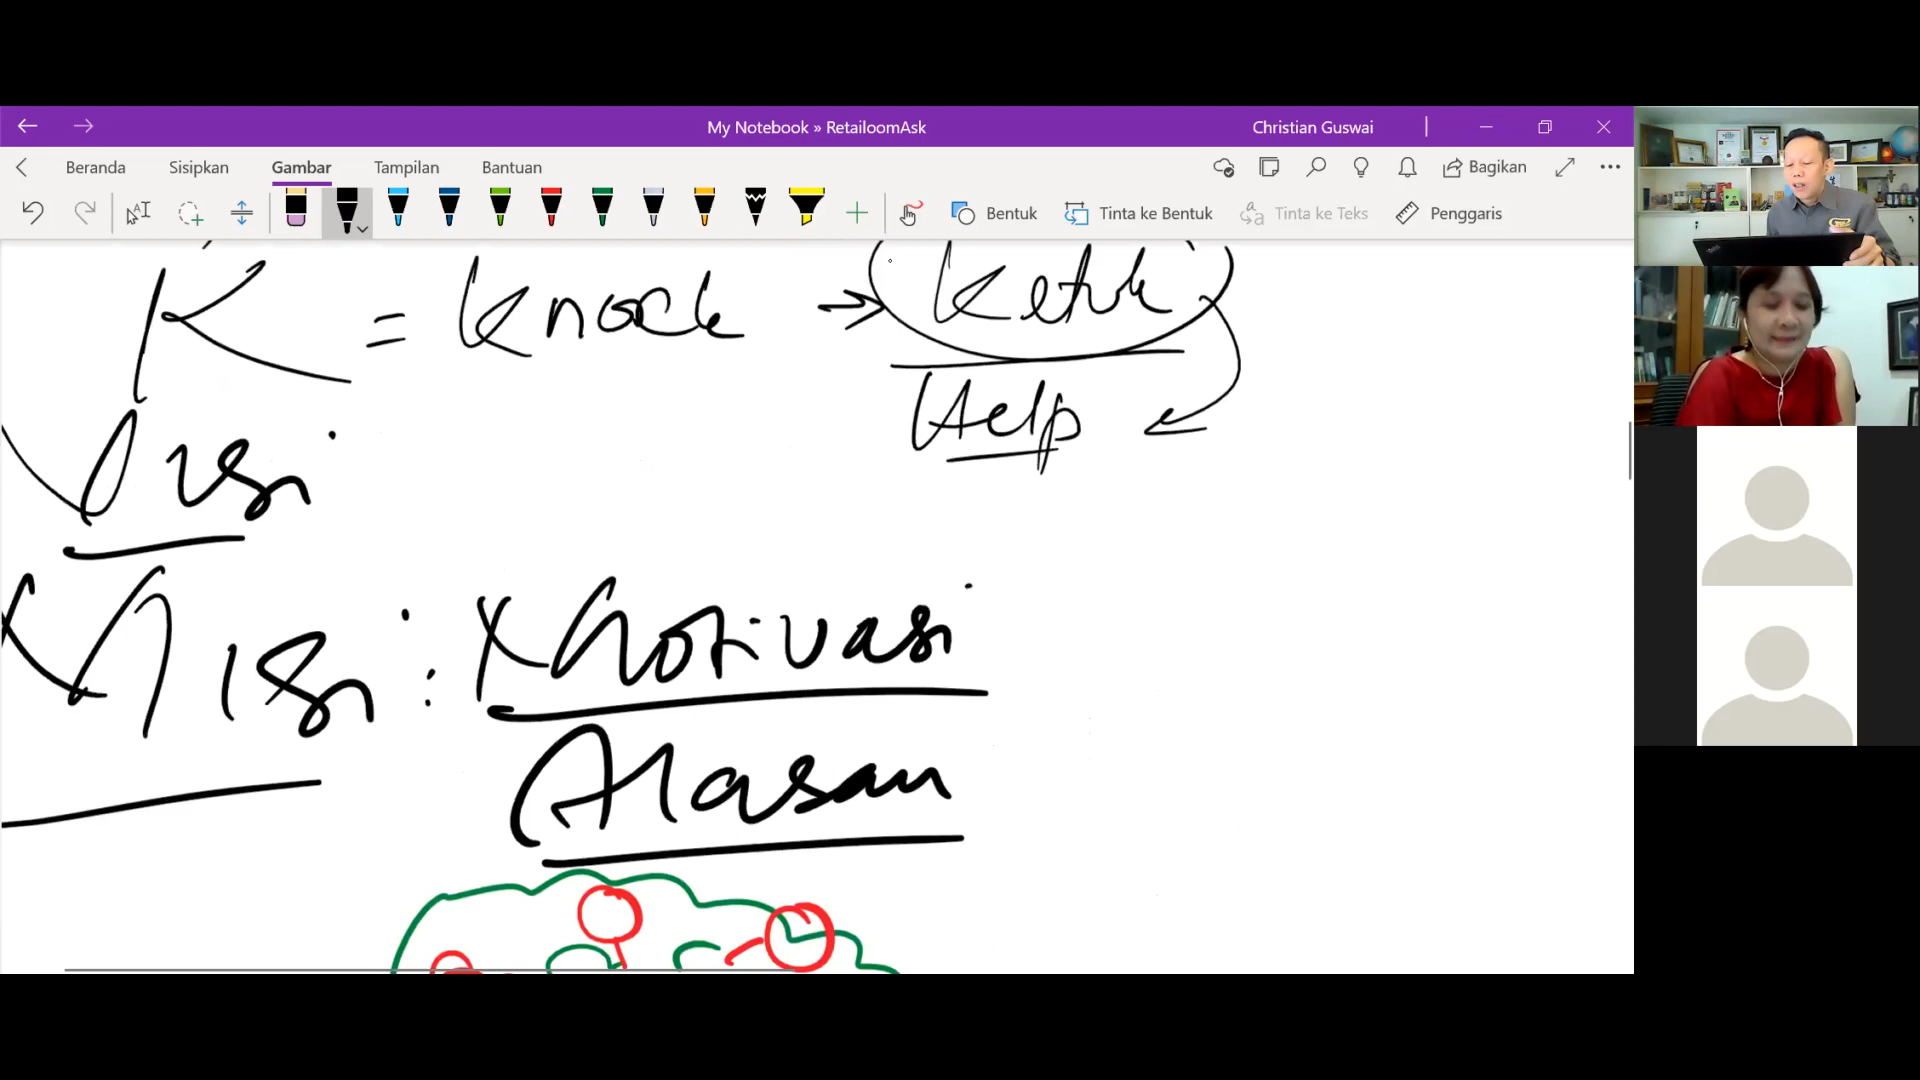 My Notebook » RetailoomAsk
Christian Guswai
Beranda Sisipkan Gambar Tampilan Bantuan
Bagikan
Bentuk Tinta ke Bentuk Tinta ke Teks Penggaris
K = Knock → Ketuk
Help
Visi
Misi : Motivasi
Alasan